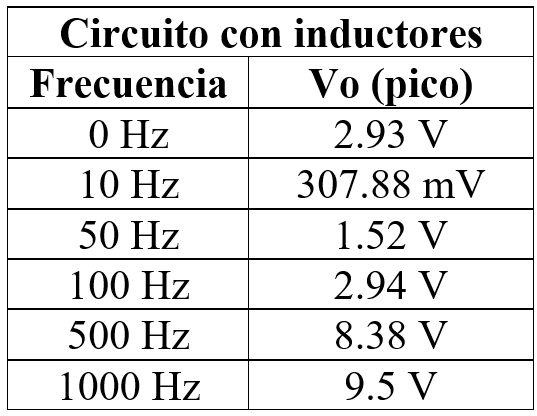 Circuito con inductores
Frecuencia Vo (pico)
0 Hz 2.93 V
10 Hz 307.88 mV
50 Hz 1.52 V
100 Hz 2.94 V
500 Hz 8.38 V
1000 Hz 9.5 V